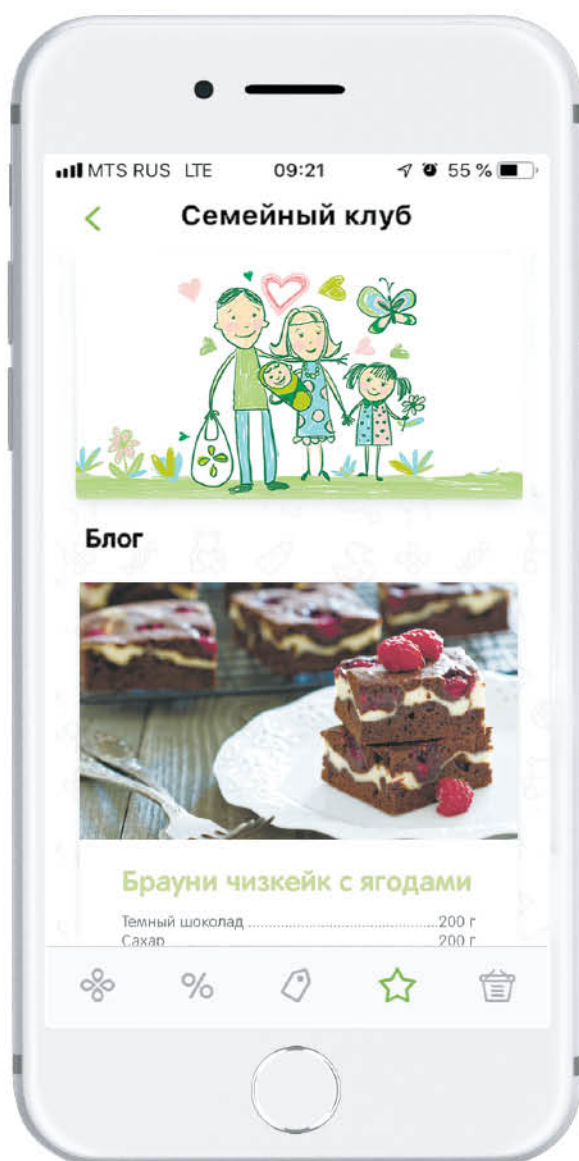 MTS RUS LTE 09:21 55 %
Семейный клуб
Блог
Брауни чизкейк с ягодами
Темный шоколад 200 г
Сахар 200 г
%